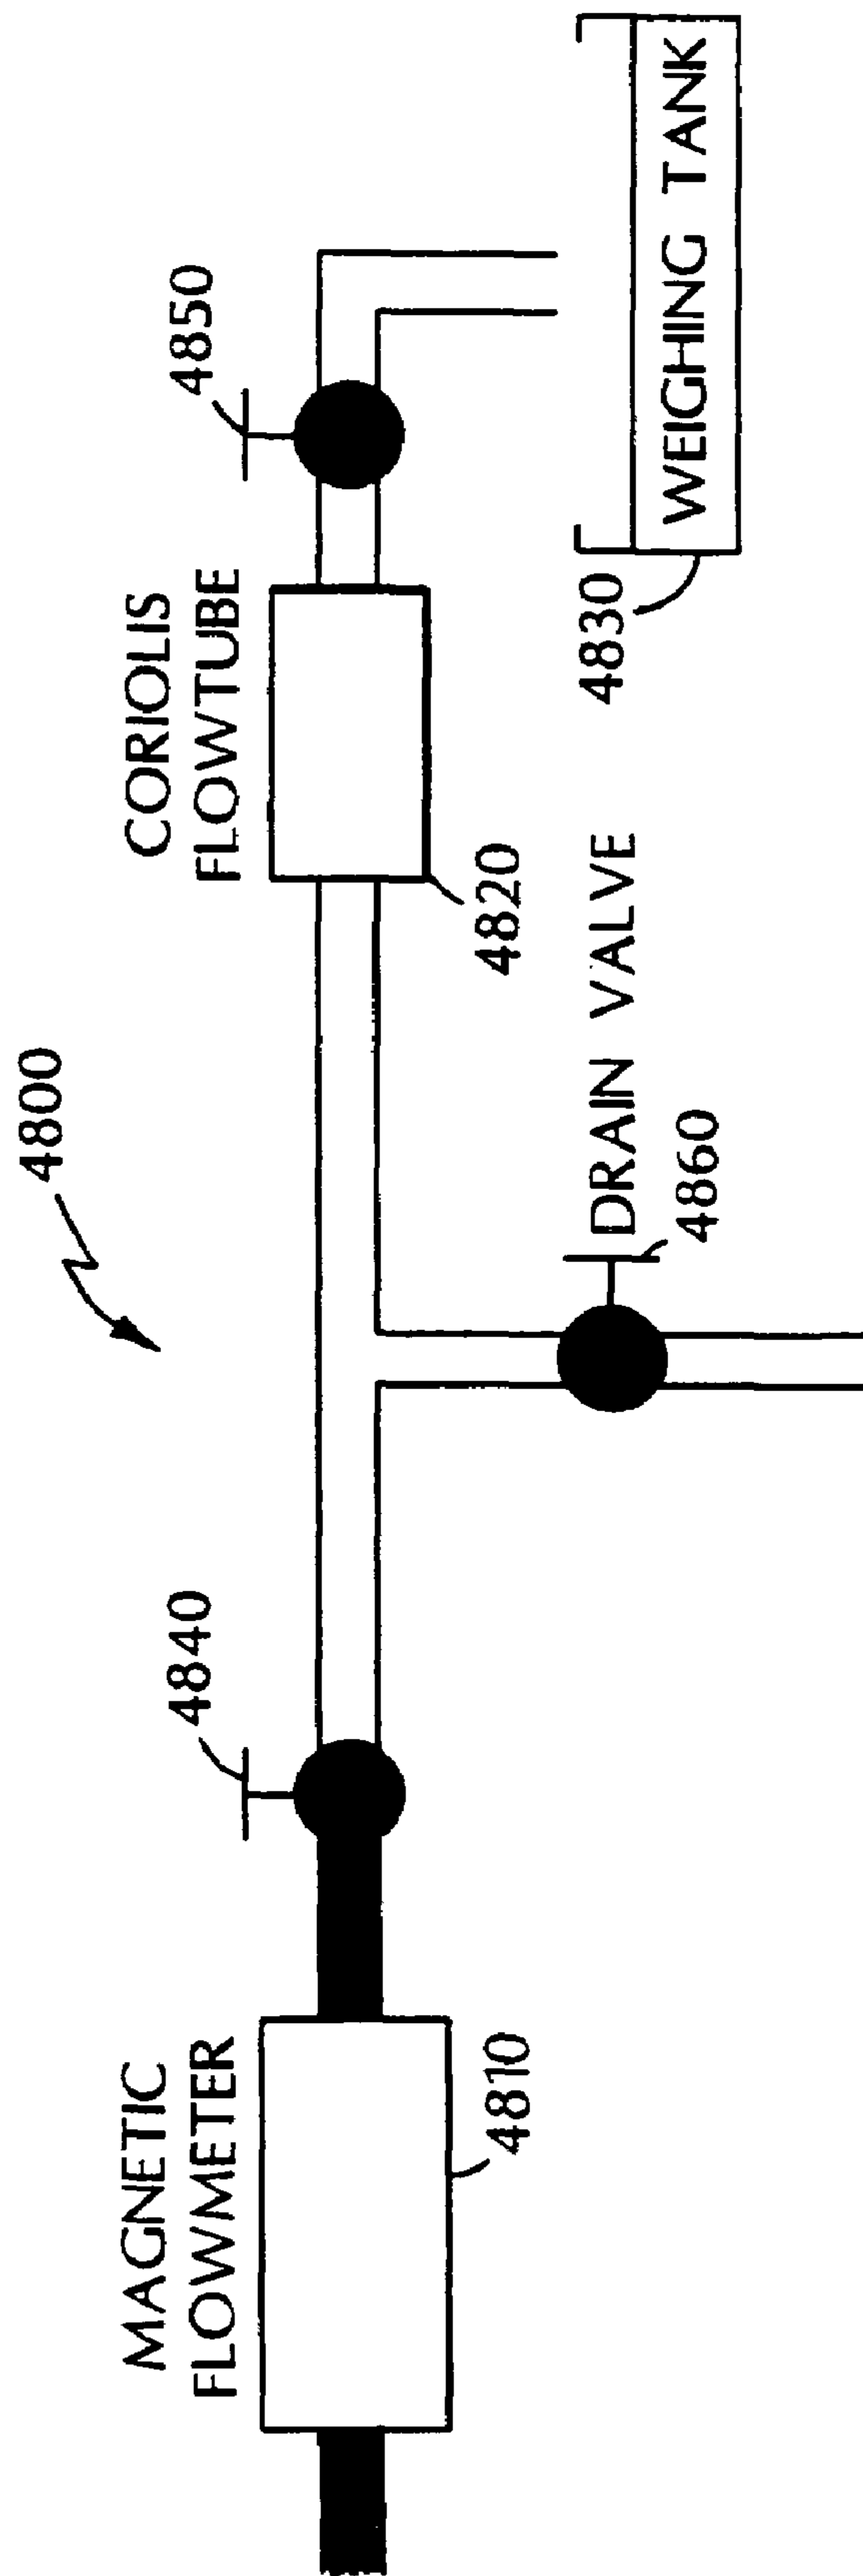 4800
MAGNETIC
FLOWMETER
4810
4840
CORIOLIS
FLOWTUBE
4820
4850
DRAIN VALVE
4860
4830
WEIGHING TANK